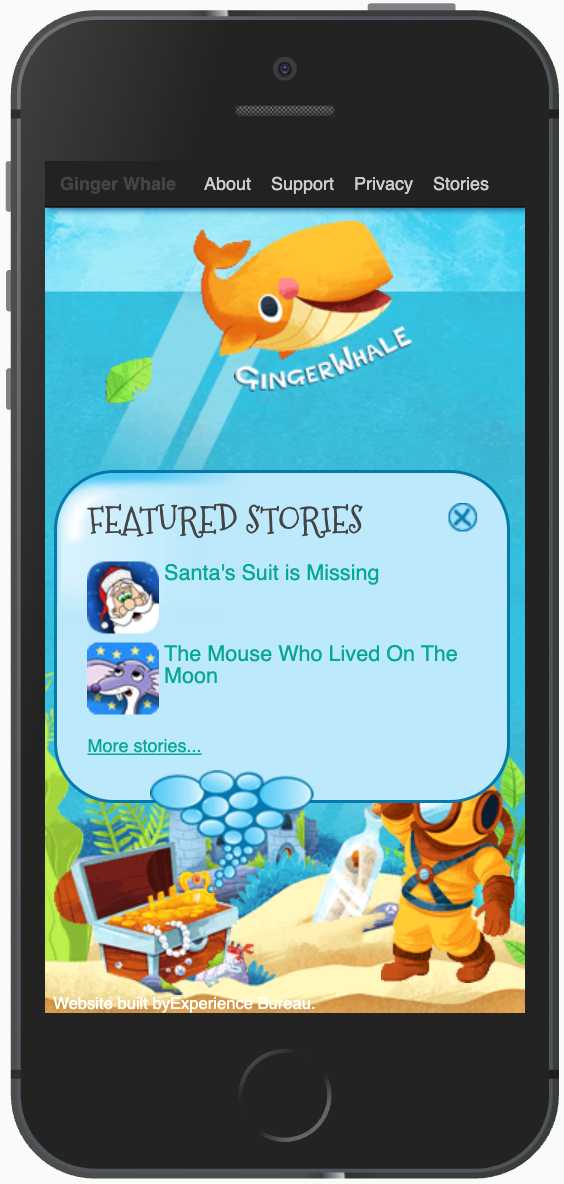 Ginger Whale About Support Privacy Stories
GINGERWHALE
FEATURED STORIES
Santa's Suit is Missing
The Mouse Who Lived On The
Moon
More stories...
Website built byExperience Bureau.